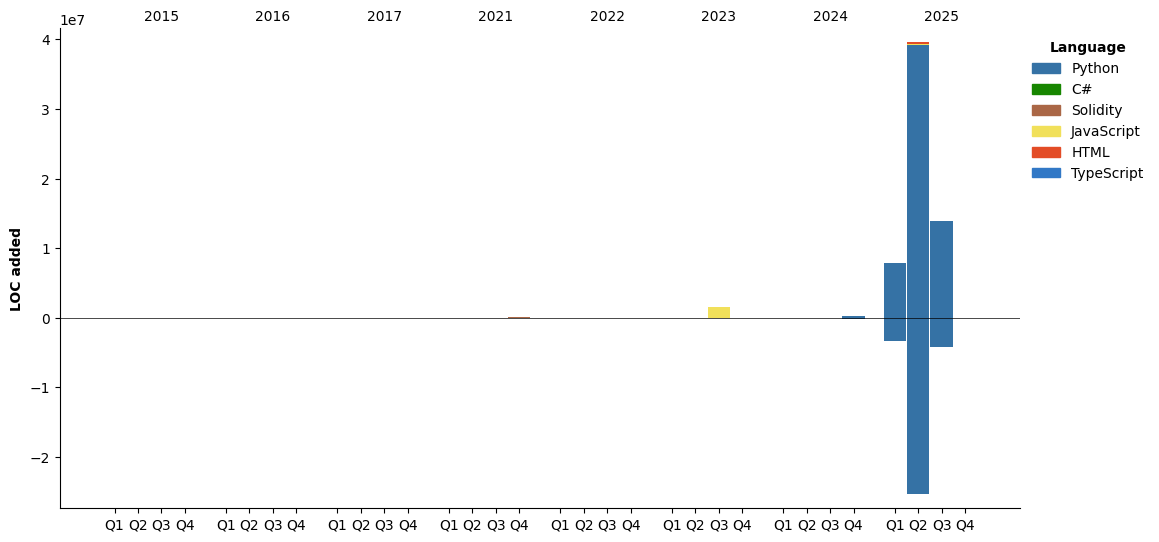 1e7
2015 2016 2017 2021 2022 2023 2024 2025
4
3
2
1
0
−1
−2
LOC added
Q1 Q2 Q3 Q4 Q1 Q2 Q3 Q4 Q1 Q2 Q3 Q4 Q1 Q2 Q3 Q4 Q1 Q2 Q3 Q4 Q1 Q2 Q3 Q4 Q1 Q2 Q3 Q4 Q1 Q2 Q3 Q4
Language
Python
C#
Solidity
JavaScript
HTML
TypeScript